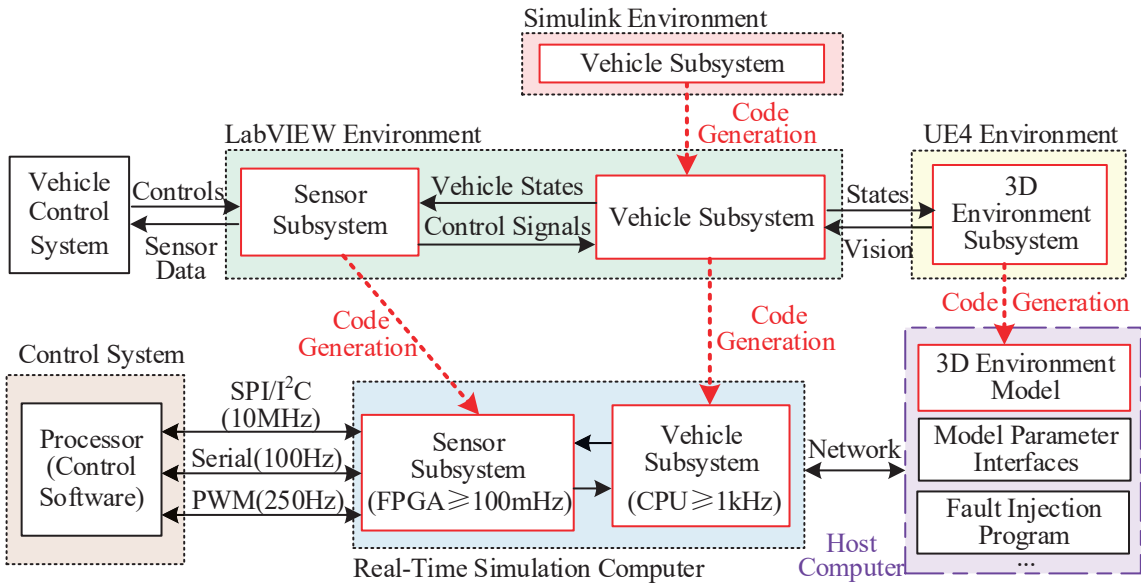 Simulink Environment
Vehicle Subsystem
Code
Generation
LabVIEW Environment
UE4 Environment
Vehicle
Control
System
Controls
Sensor
Data
Sensor
Subsystem
Vehicle States
Control Signals
Vehicle Subsystem
States
Vision
3D
Environment
Subsystem
Code
Generation
Code
Generation
Code Generation
Control System
Processor
(Control
Software)
SPI/I²C
(10MHz)
Serial(100Hz)
PWM(250Hz)
Sensor
Subsystem
(FPGA≥100mHz)
Vehicle
Subsystem
(CPU≥1kHz)
Real-Time Simulation Computer
Network
3D Environment
Model
Model Parameter
Interfaces
Fault Injection
Program
...
Host
Computer